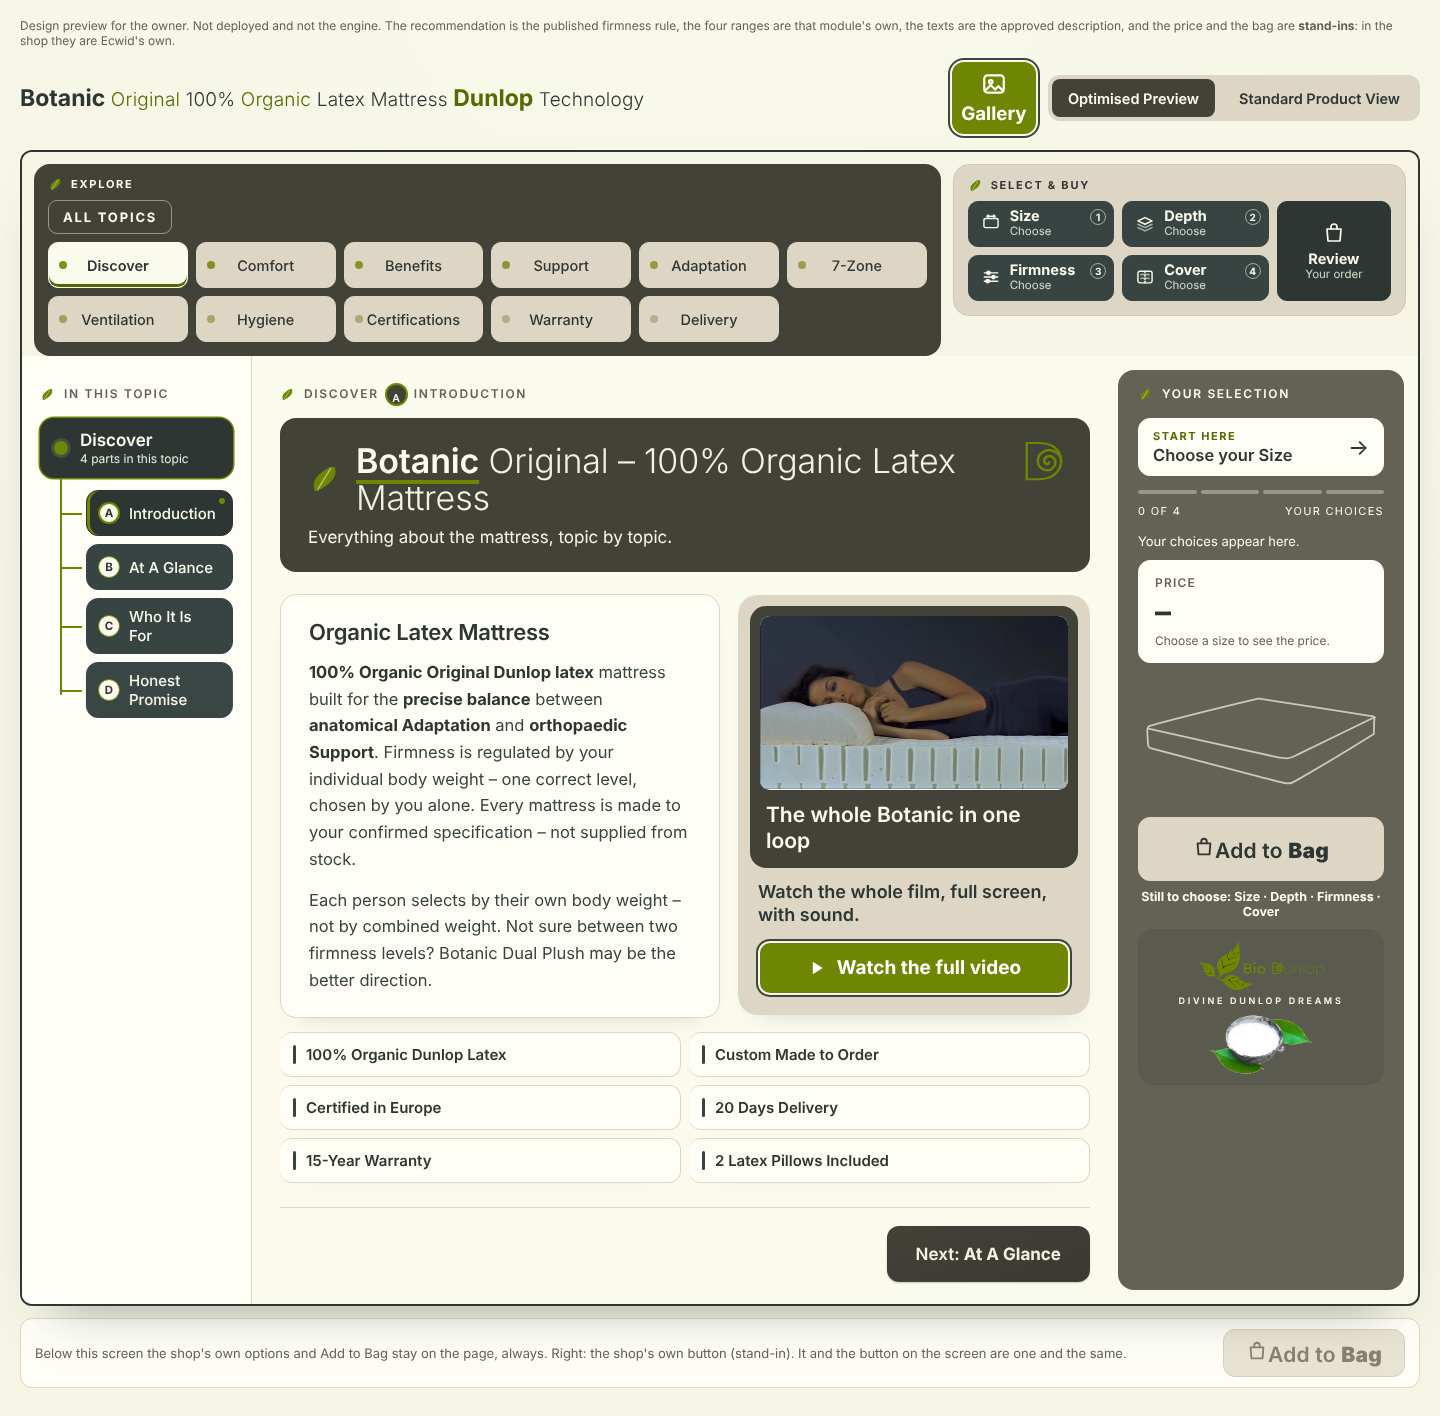 Design preview for the owner. Not deployed and not the engine. The recommendation is the published firmness rule, the four ranges are that module's own, the texts are the approved description, and the price and the bag are stand-ins: in the
shop they are Ecwid's own.
Botanic Original 100% Organic Latex Mattress Dunlop Technology
Gallery
Optimised Preview
Standard Product View
EXPLORE
ALL TOPICS
Discover
Comfort
Benefits
Support
Adaptation
7-Zone
Ventilation
Hygiene
Certifications
Warranty
Delivery
SELECT & BUY
Size
Choose
1
Depth
Choose
2
Firmness
Choose
3
Cover
Choose
4
Review
Your order
IN THIS TOPIC
Discover
4 parts in this topic
A Introduction
B At A Glance
C Who It Is
For
D Honest
Promise
DISCOVER A INTRODUCTION
Botanic Original – 100% Organic Latex
Mattress
Everything about the mattress, topic by topic.
Organic Latex Mattress
100% Organic Original Dunlop latex mattress
built for the precise balance between
anatomical Adaptation and orthopaedic
Support. Firmness is regulated by your
individual body weight – one correct level,
chosen by you alone. Every mattress is made to
your confirmed specification – not supplied from
stock.
Each person selects by their own body weight –
not by combined weight. Not sure between two
firmness levels? Botanic Dual Plush may be the
better direction.
The whole Botanic in one
loop
Watch the whole film, full screen,
with sound.
Watch the full video
100% Organic Dunlop Latex
Custom Made to Order
Certified in Europe
20 Days Delivery
15-Year Warranty
2 Latex Pillows Included
Next: At A Glance
YOUR SELECTION
START HERE
Choose your Size
0 OF 4
YOUR CHOICES
Your choices appear here.
PRICE
–
Choose a size to see the price.
Add to Bag
Still to choose: Size · Depth · Firmness ·
Cover
Bio Dunlop
DIVINE DUNLOP DREAMS
Below this screen the shop's own options and Add to Bag stay on the page, always. Right: the shop's own button (stand-in). It and the button on the screen are one and the same.
Add to Bag